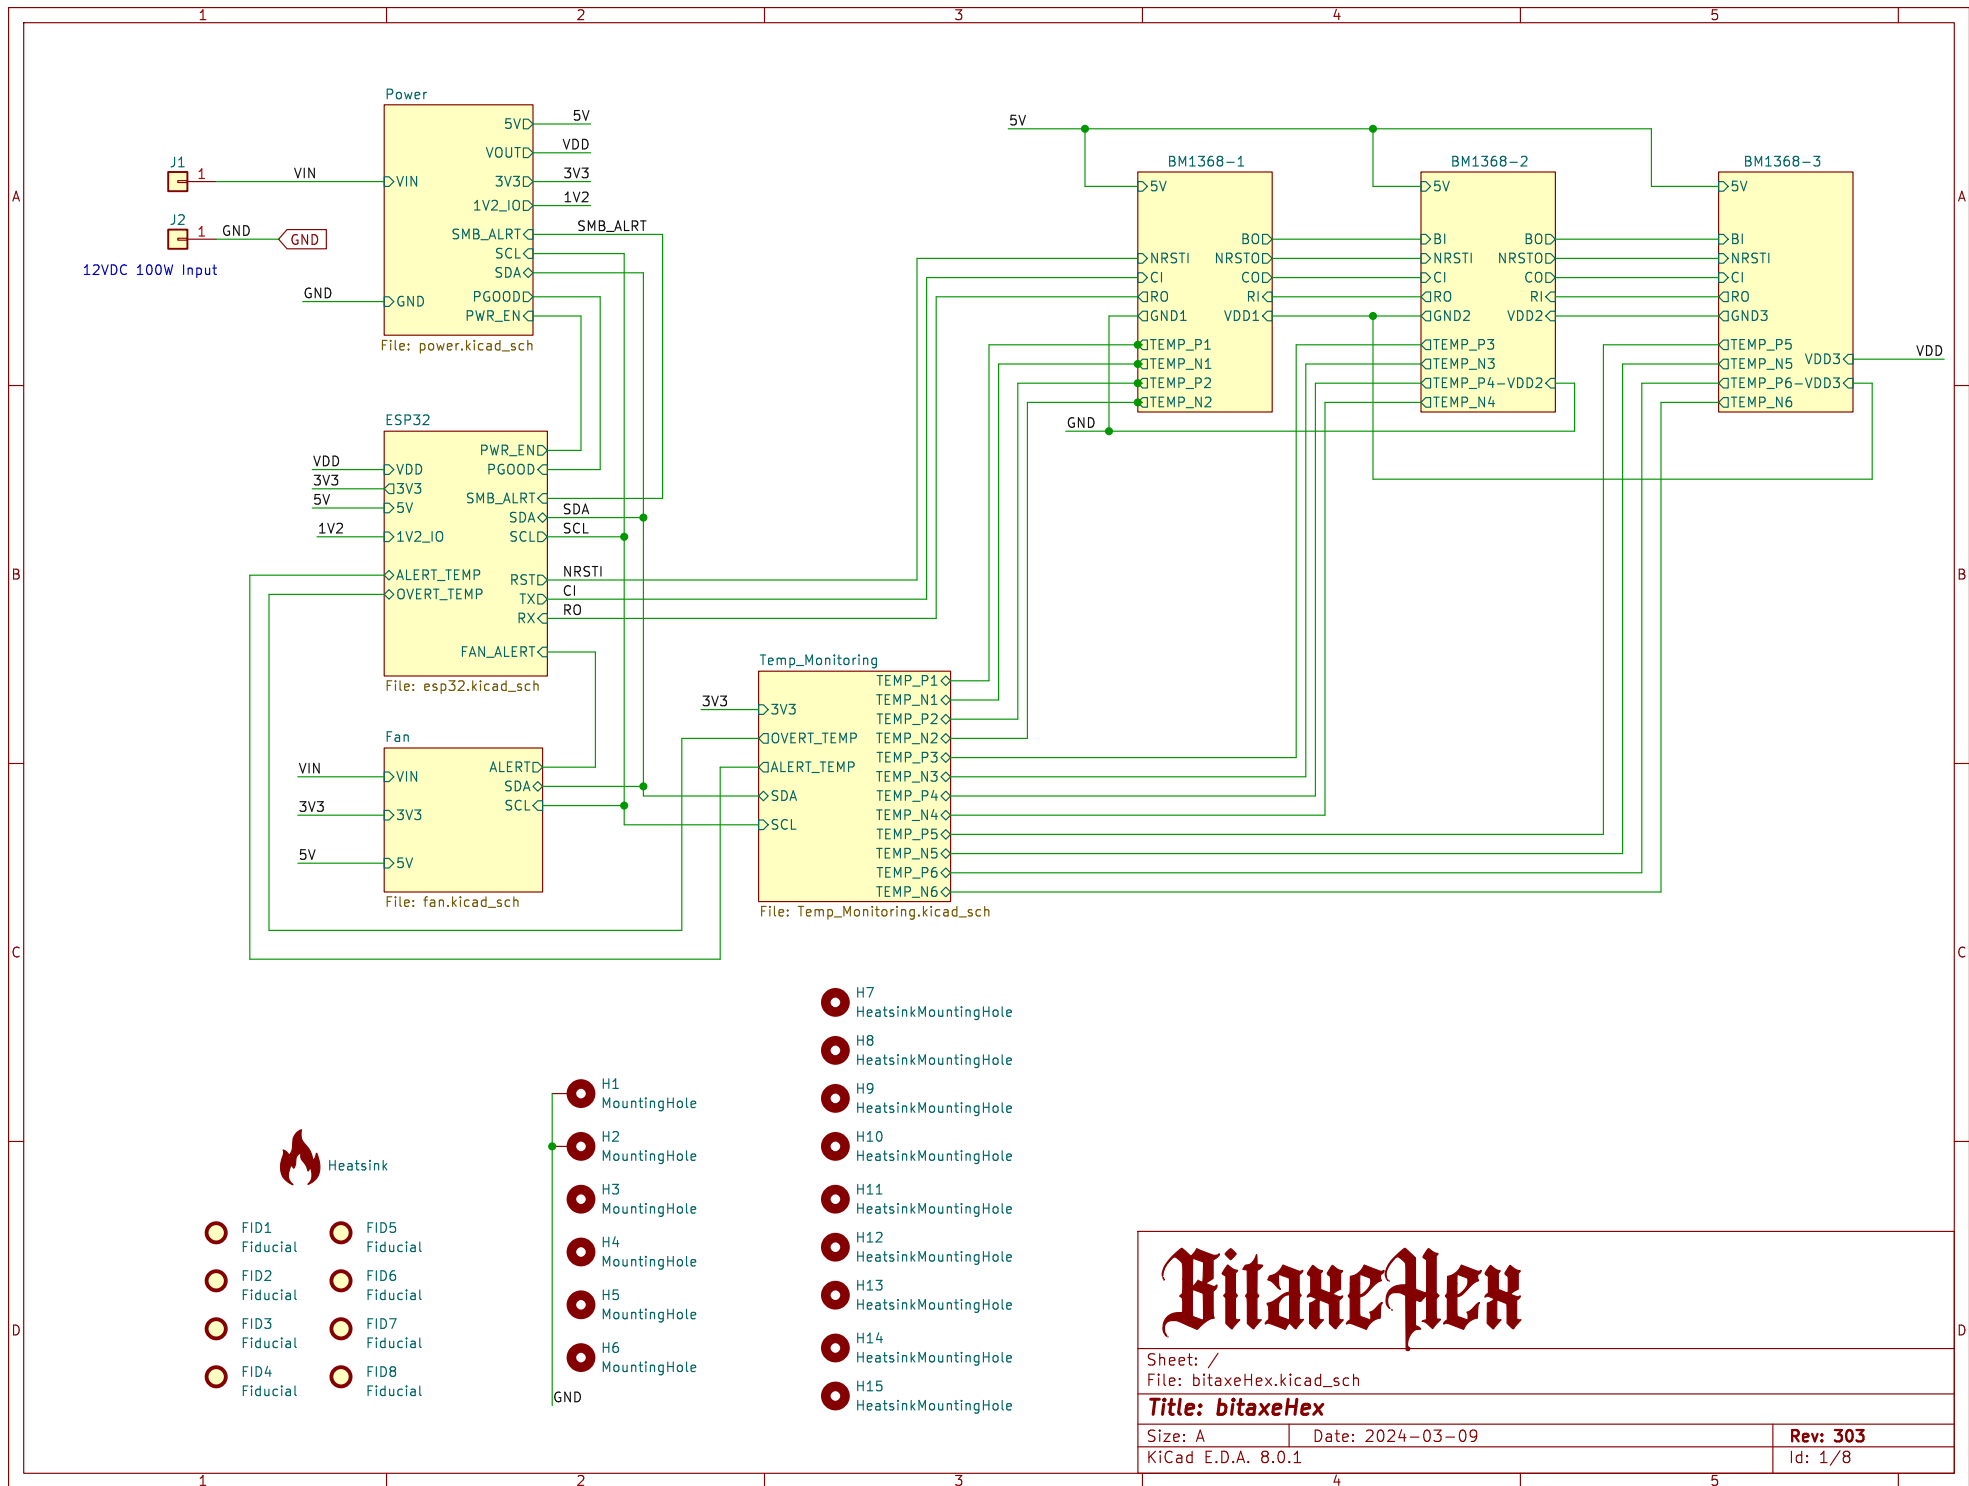 1 2 3 4 5
A
B
C
D
A
B
C
D
1 2 3 4 5
J1
1
VIN
J2
1
GND
GND
12VDC 100W Input
GND
Power
VIN
GND
5V
VOUT
3V3
1V2_IO
SMB_ALRT
SCL
SDA
PGOOD
PWR_EN
File: power.kicad_sch
5V
VDD
3V3
1V2
SMB_ALRT
ESP32
VDD
3V3
5V
1V2
VDD
3V3
5V
1V2_IO
ALERT_TEMP
OVERT_TEMP
PWR_EN
PGOOD
SMB_ALRT
SDA
SCL
RST
TX
RX
FAN_ALERT
File: esp32.kicad_sch
SDA
SCL
NRSTI
CI
RO
Fan
VIN
3V3
5V
VIN
3V3
5V
ALERT
SDA
SCL
File: fan.kicad_sch
Temp_Monitoring
3V3
3V3
OVERT_TEMP
ALERT_TEMP
SDA
SCL
TEMP_P1
TEMP_N1
TEMP_P2
TEMP_N2
TEMP_P3
TEMP_N3
TEMP_P4
TEMP_N4
TEMP_P5
TEMP_N5
TEMP_P6
TEMP_N6
File: Temp_Monitoring.kicad_sch
5V
BM1368-1
5V
NRSTI
CI
RO
GND1
TEMP_P1
TEMP_N1
TEMP_P2
TEMP_N2
BO
NRSTO
CO
RI
VDD1
GND
BM1368-2
5V
BI
NRSTI
CI
RO
GND2
TEMP_P3
TEMP_N3
TEMP_P4
TEMP_N4
BO
NRSTO
CO
RI
VDD2
-VDD2
BM1368-3
5V
BI
NRSTI
CI
RO
GND3
TEMP_P5
TEMP_N5
TEMP_P6
TEMP_N6
VDD3
-VDD3
VDD
Heatsink
FID1
Fiducial
FID2
Fiducial
FID3
Fiducial
FID4
Fiducial
FID5
Fiducial
FID6
Fiducial
FID7
Fiducial
FID8
Fiducial
H1
MountingHole
H2
MountingHole
H3
MountingHole
H4
MountingHole
H5
MountingHole
H6
MountingHole
GND
H7
HeatsinkMountingHole
H8
HeatsinkMountingHole
H9
HeatsinkMountingHole
H10
HeatsinkMountingHole
H11
HeatsinkMountingHole
H12
HeatsinkMountingHole
H13
HeatsinkMountingHole
H14
HeatsinkMountingHole
H15
HeatsinkMountingHole
BitaxeHex
Sheet: /
File: bitaxeHex.kicad_sch
Title: bitaxeHex
Size: A Date: 2024-03-09 Rev: 303
KiCad E.D.A. 8.0.1 Id: 1/8